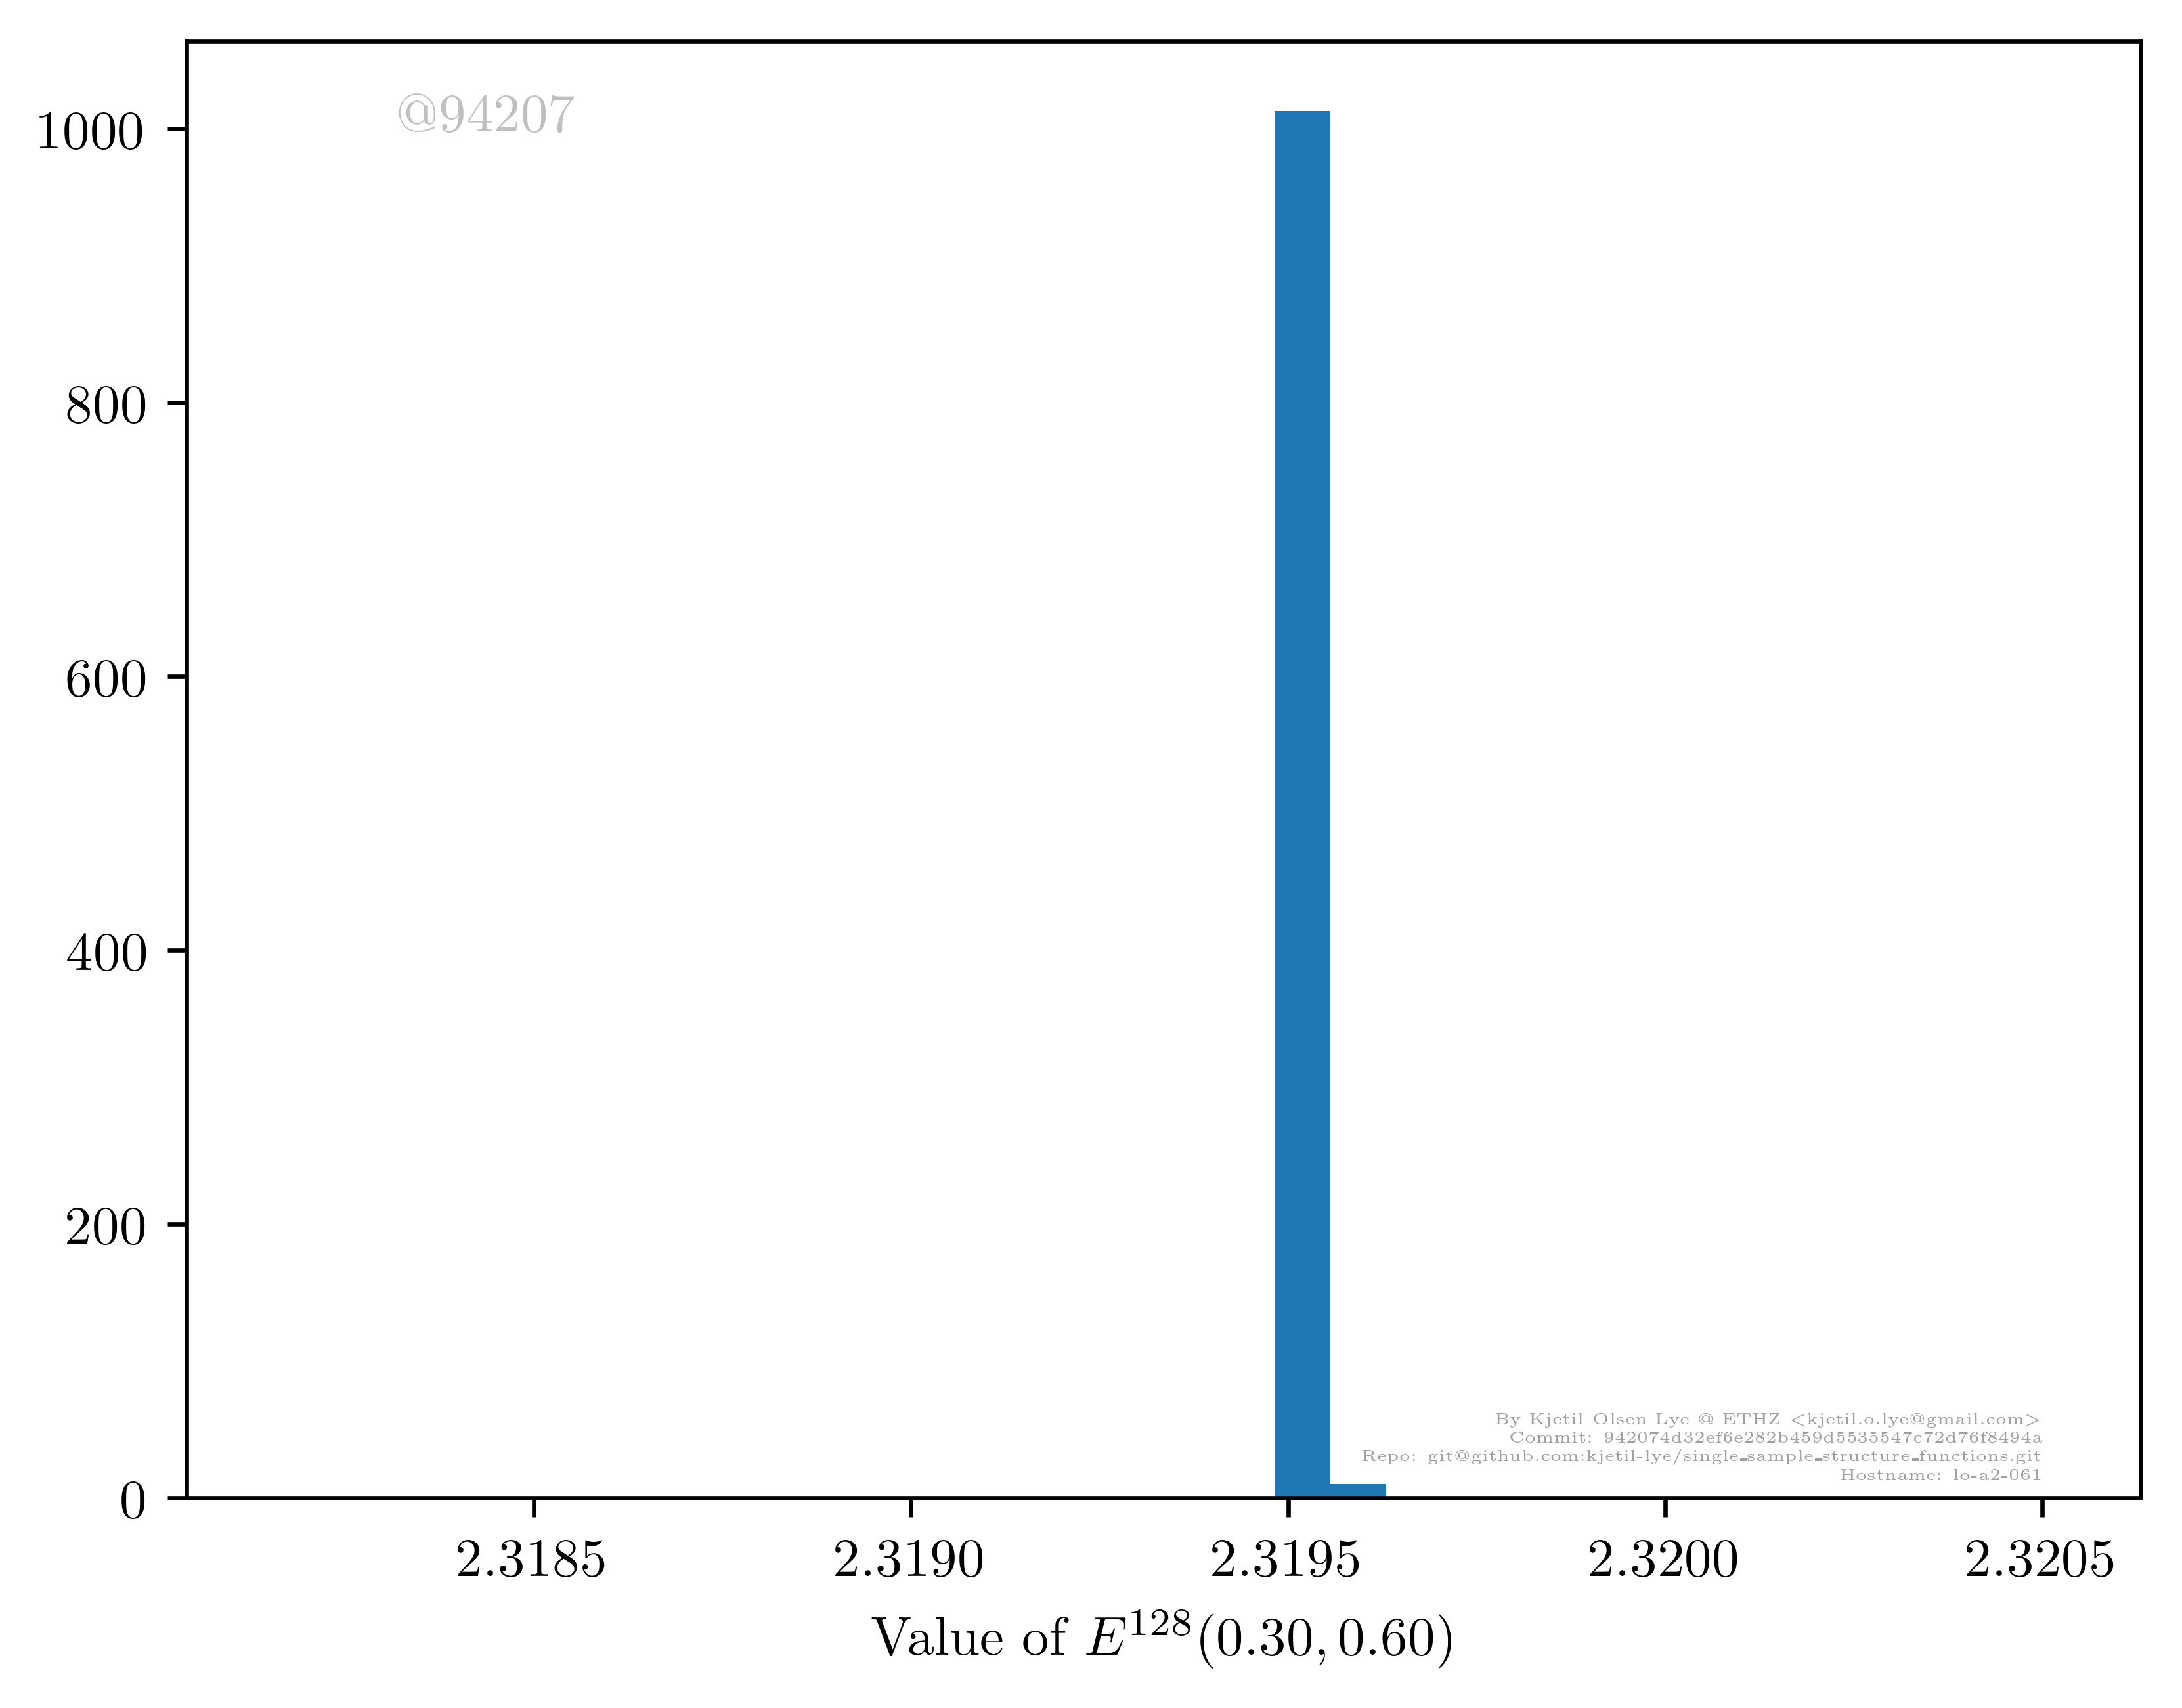 @94207
1000
800
600
400
200
0
By Kjetil Olsen Lye @ ETHZ <kjetil.o.lye@gmail.com>
Commit: 942074d32ef6e282b459d5535547c72d76f8494a
Repo: git@github.com:kjetil-lye/single_sample_structure_functions.git
Hostname: lo-a2-061
2.3185 2.3190 2.3195 2.3200 2.3205
Value of E^128(0.30, 0.60)